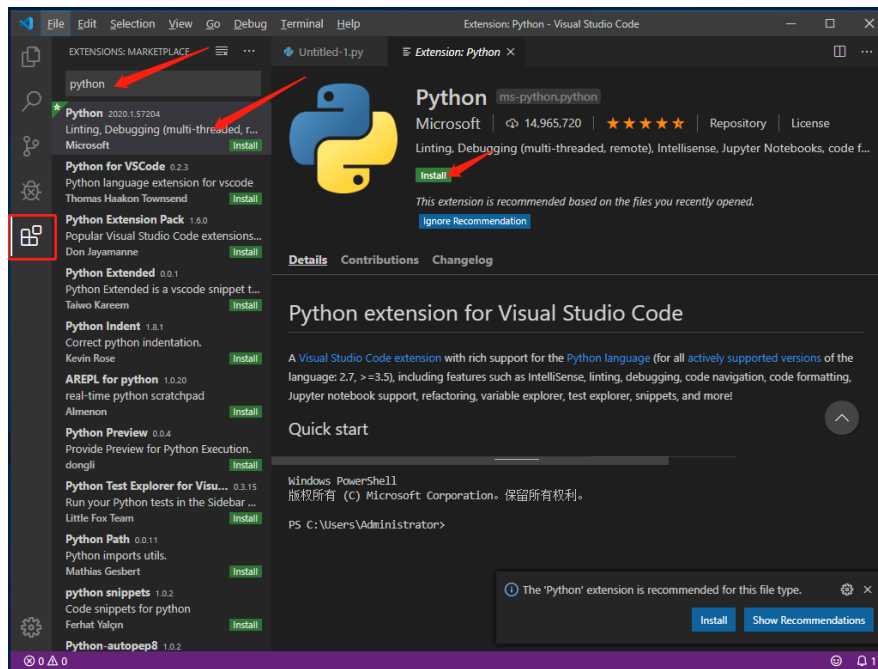 File Edit Selection View Go Debug Terminal Help Extension: Python - Visual Studio Code
EXTENSIONS: MARKETPLACE
python
Python 2020.1.57204
Linting, Debugging (multi-threaded, r...
Microsoft Install
Python for VSCode 0.2.3
Python language extension for vscode
Thomas Haakon Townsend Install
Python Extension Pack 1.6.0
Popular Visual Studio Code extensions...
Don Jayamanne Install
Python Extended 0.0.1
Python Extended is a vscode snippet t...
Taiwo Kareem Install
Python Indent 1.8.1
Correct python indentation.
Kevin Rose Install
AREPL for python 1.0.20
real-time python scratchpad
Almenon Install
Python Preview 0.0.4
Provide Preview for Python Execution.
dongli Install
Python Test Explorer for Visu... 0.3.15
Run your Python tests in the Sidebar ...
Little Fox Team Install
Python Path 0.0.11
Python imports utils.
Mathias Gesbert Install
python snippets 1.0.2
Code snippets for python
Ferhat Yalçın Install
Python-autopep8 1.0.2
Untitled-1.py Extension: Python
Python ms-python.python
Microsoft 14,965,720 Repository License
Linting, Debugging (multi-threaded, remote), Intellisense, Jupyter Notebooks, code f...
Install
This extension is recommended based on the files you recently opened.
Ignore Recommendation
Details Contributions Changelog
Python extension for Visual Studio Code
A Visual Studio Code extension with rich support for the Python language (for all actively supported versions of the
language: 2.7, >=3.5), including features such as IntelliSense, linting, debugging, code navigation, code formatting,
Jupyter notebook support, refactoring, variable explorer, test explorer, snippets, and more!
Quick start
Windows PowerShell
版权所有 (C) Microsoft Corporation。保留所有权利。
PS C:\Users\Administrator>
The 'Python' extension is recommended for this file type.
Install Show Recommendations
0 0 1